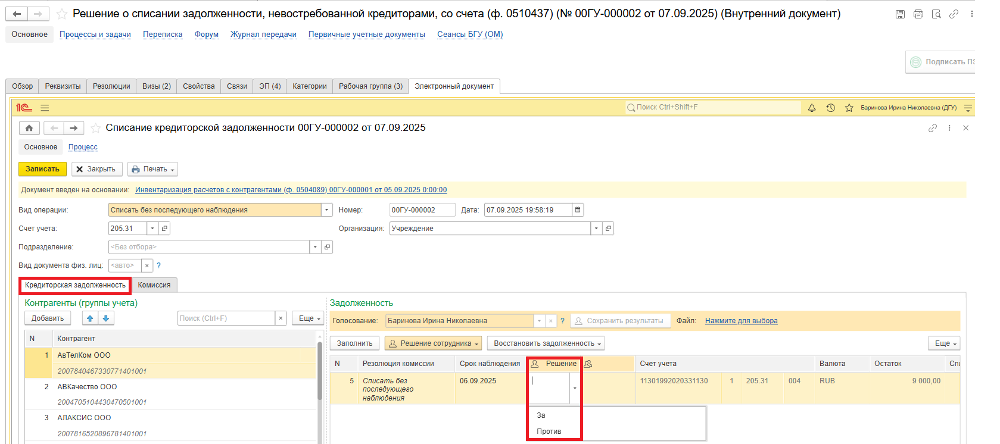 Решение о списании задолженности, невостребованной кредиторами, со счета (ф. 0510437) (№ 00ГУ-000002 от 07.09.2025) (Внутренний документ)
Основное Процессы и задачи Переписка Форум Журнал передачи Первичные учетные документы Сеансы БГУ (ОМ)
Подписать ПЭ
Обзор Реквизиты Резолюции Визы (2) Свойства Связи ЭП (4) Категории Рабочая группа (3) Электронный документ
1С Поиск Ctrl+Shift+F Баринова Ирина Николаевна (ДГУ)
Списание кредиторской задолженности 00ГУ-000002 от 07.09.2025
Основное Процесс
Записать Закрыть Печать
Документ введен на основании: Инвентаризация расчетов с контрагентами (ф. 0504089) 00ГУ-000001 от 05.09.2025 0:00:00
Вид операции: Списать без последующего наблюдения Номер: 00ГУ-000002 Дата: 07.09.2025 19:58:19
Счет учета: 205.31 Организация: Учреждение
Подразделение: <Без отбора>
Вид документа физ. лиц: <авто> ?
Кредиторская задолженность Комиссия
Контрагенты (группы учета) Задолженность
Добавить Поиск (Ctrl+F) × Еще Голосование: Баринова Ирина Николаевна ? Сохранить результаты Файл: Нажмите для выбора
Заполнить Решение сотрудника Восстановить задолженность Еще
N Контрагент
1 АвТелКом ООО
2007840467330771401001
2 АВКачество ООО
2004705104430470501001
3 АЛАКСИС ООО
2007816520896781401001
N Резолюция комиссии Срок наблюдения Решение Счет учета Валюта Остаток Спи
5 Списать без 06.09.2025 11301992020331130 1 205.31 004 RUB 9 000,00
последующего
наблюдения
За
Против